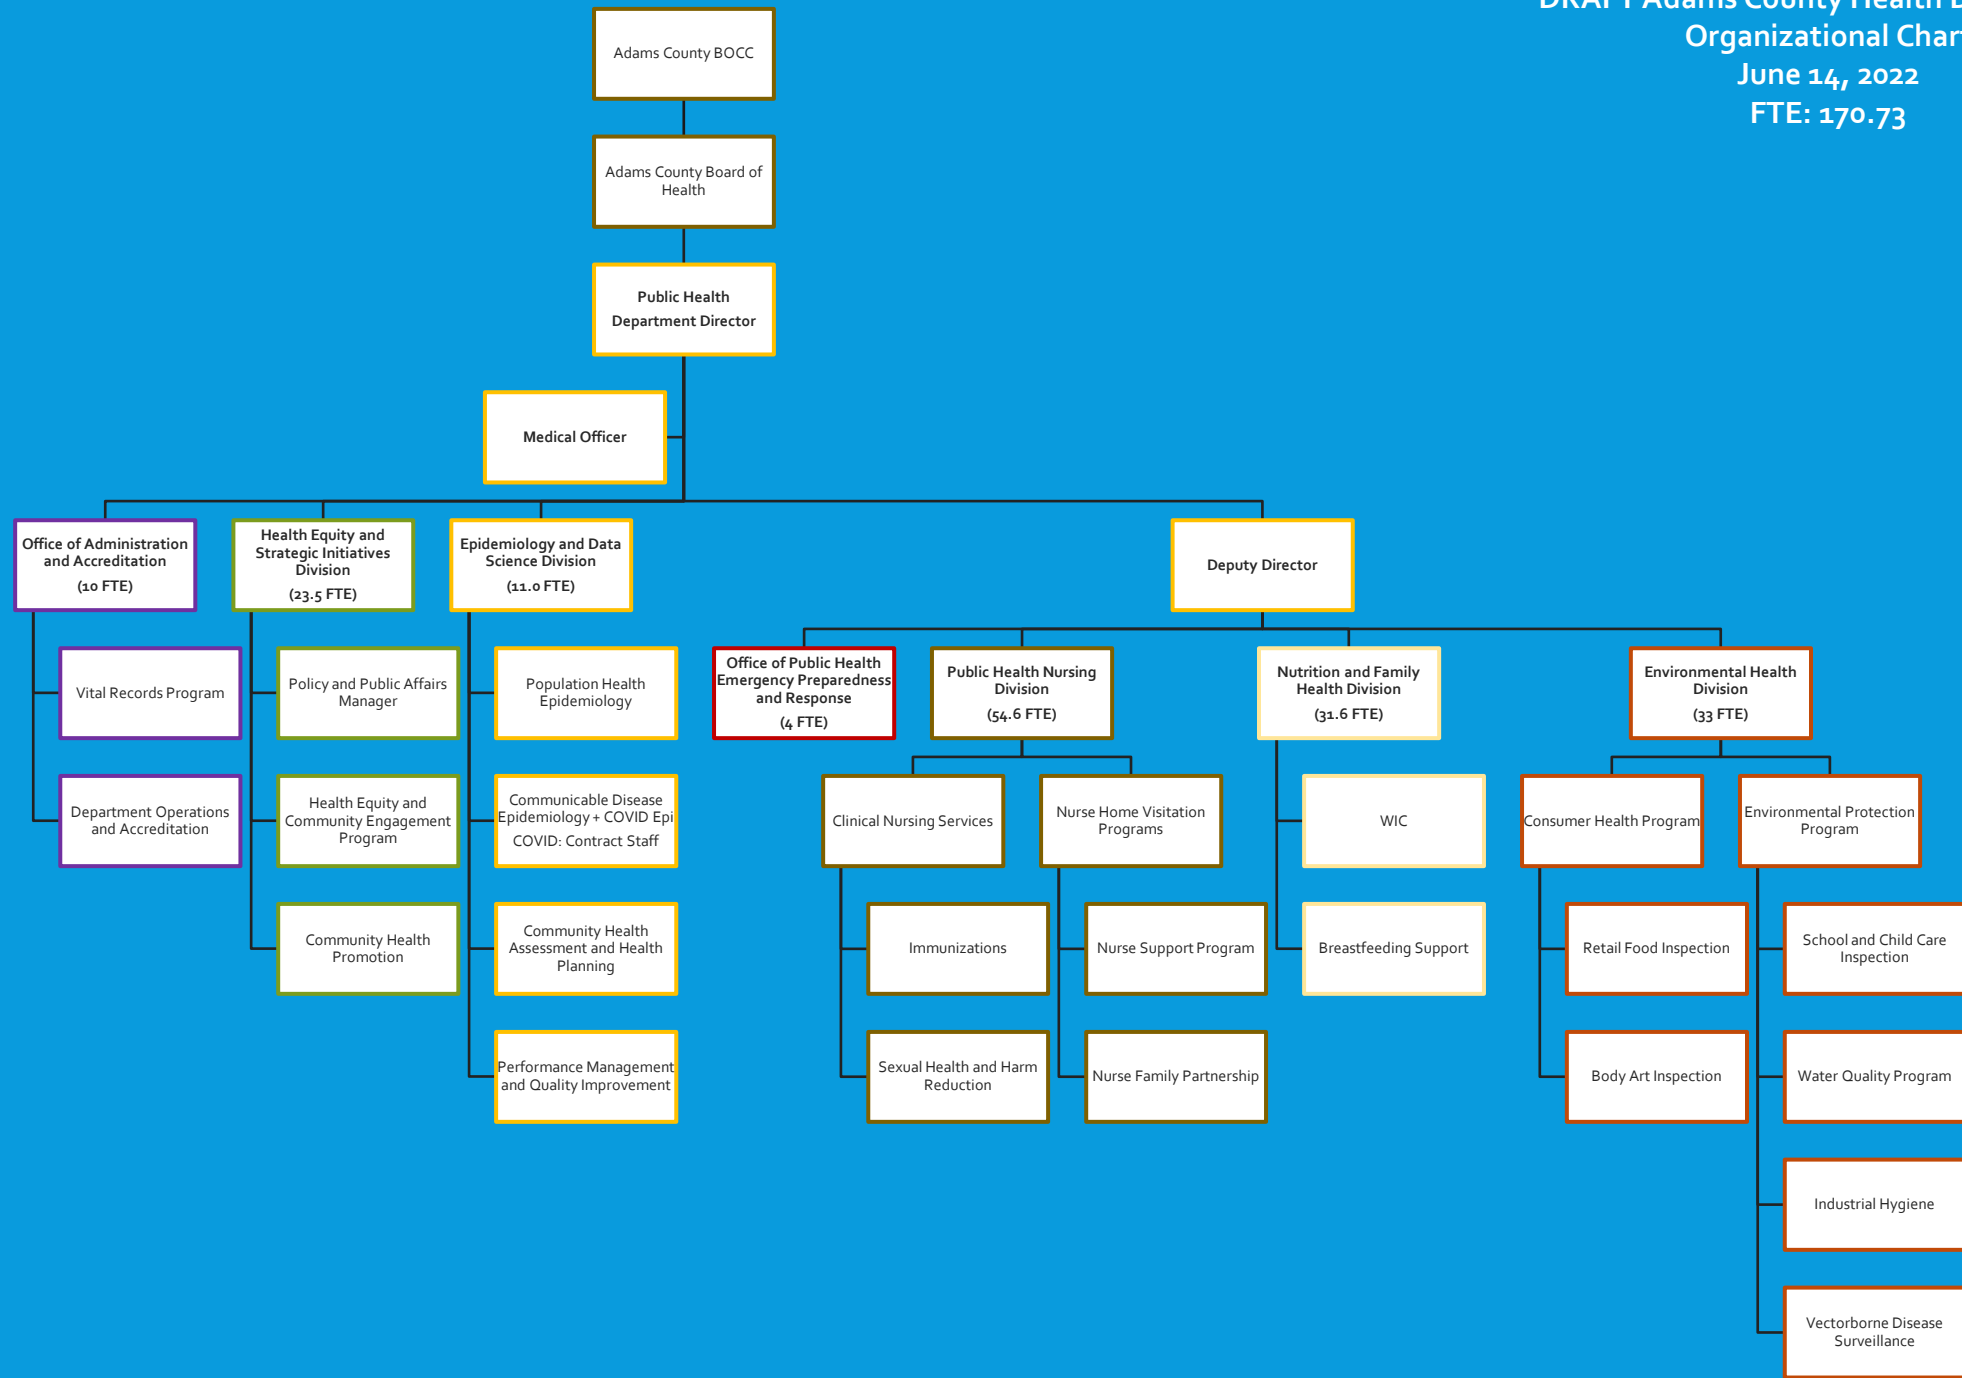 DRAFT Adams County Health
Organizational Chart
June 14, 2022
FTE: 170.73
Adams County BOCC
Adams County Board of
Health
Public Health
Department Director
Medical Officer
Office of Administration
and Accreditation
(10 FTE)
Health Equity and
Strategic Initiatives
Division
(23.5 FTE)
Epidemiology and Data
Science Division
(11.0 FTE)
Deputy Director
Vital Records Program
Department Operations
and Accreditation
Policy and Public Affairs
Manager
Health Equity and
Community Engagement
Program
Community Health
Promotion
Population Health
Epidemiology
Communicable Disease
Epidemiology + COVID Epi
COVID: Contract Staff
Community Health
Assessment and Health
Planning
Performance Management
and Quality Improvement
Office of Public Health
Emergency Preparedness
and Response
(4 FTE)
Public Health Nursing
Division
(54.6 FTE)
Nutrition and Family
Health Division
(31.6 FTE)
Environmental Health
Division
(33 FTE)
Clinical Nursing Services
Immunizations
Sexual Health and Harm
Reduction
Nurse Home Visitation
Programs
Nurse Support Program
Nurse Family Partnership
WIC
Breastfeeding Support
Consumer Health Program
Retail Food Inspection
Body Art Inspection
Environmental Protection
Program
School and Child Care
Inspection
Water Quality Program
Industrial Hygiene
Vectorborne Disease
Surveillance